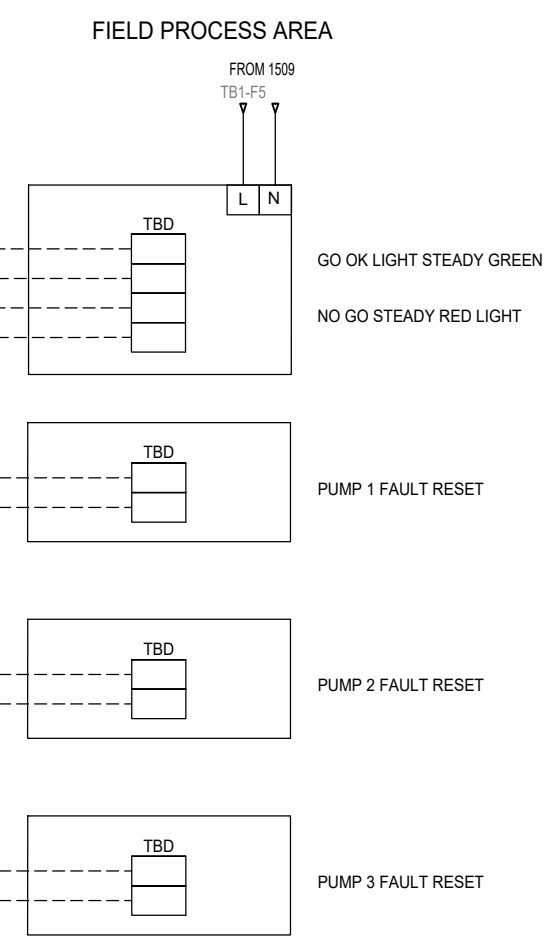 FIELD PROCESS AREA
FROM 1509
TB1-F5
L N
TBD
GO OK LIGHT STEADY GREEN
NO GO STEADY RED LIGHT
TBD
PUMP 1 FAULT RESET
TBD
PUMP 2 FAULT RESET
TBD
PUMP 3 FAULT RESET